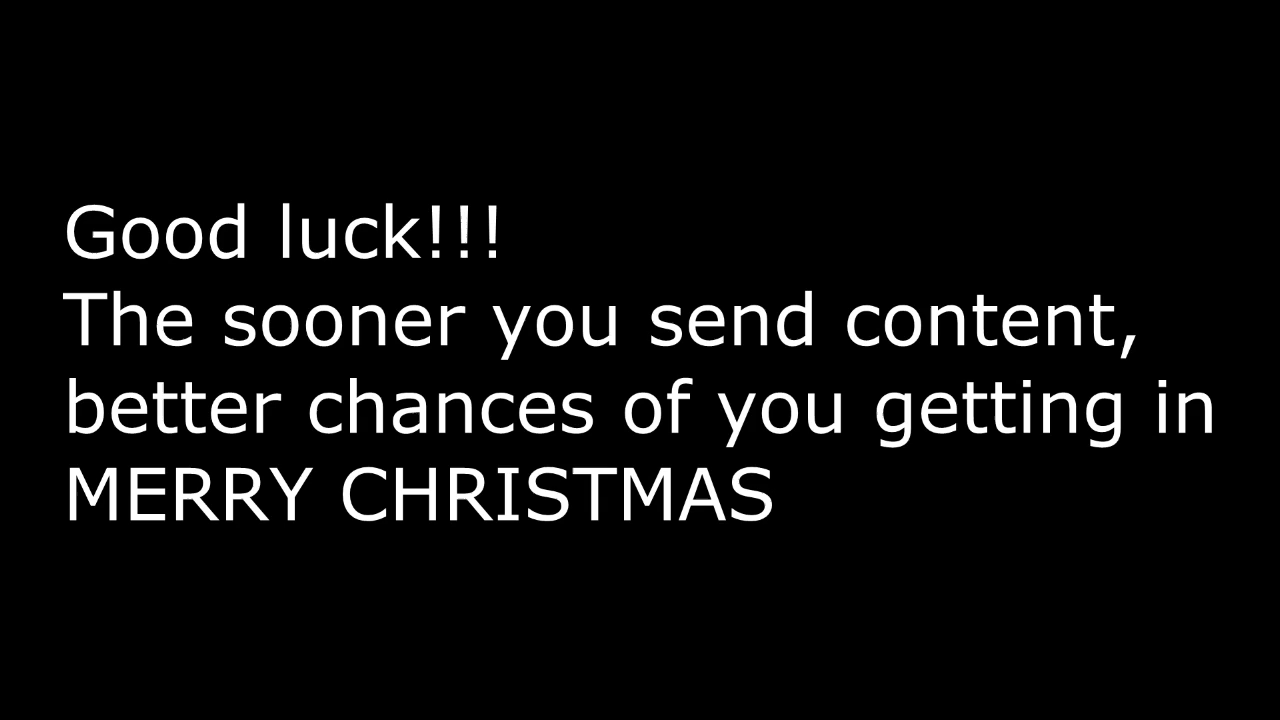 Good luck!!!
The sooner you send content,
better chances of you getting in
MERRY CHRISTMAS